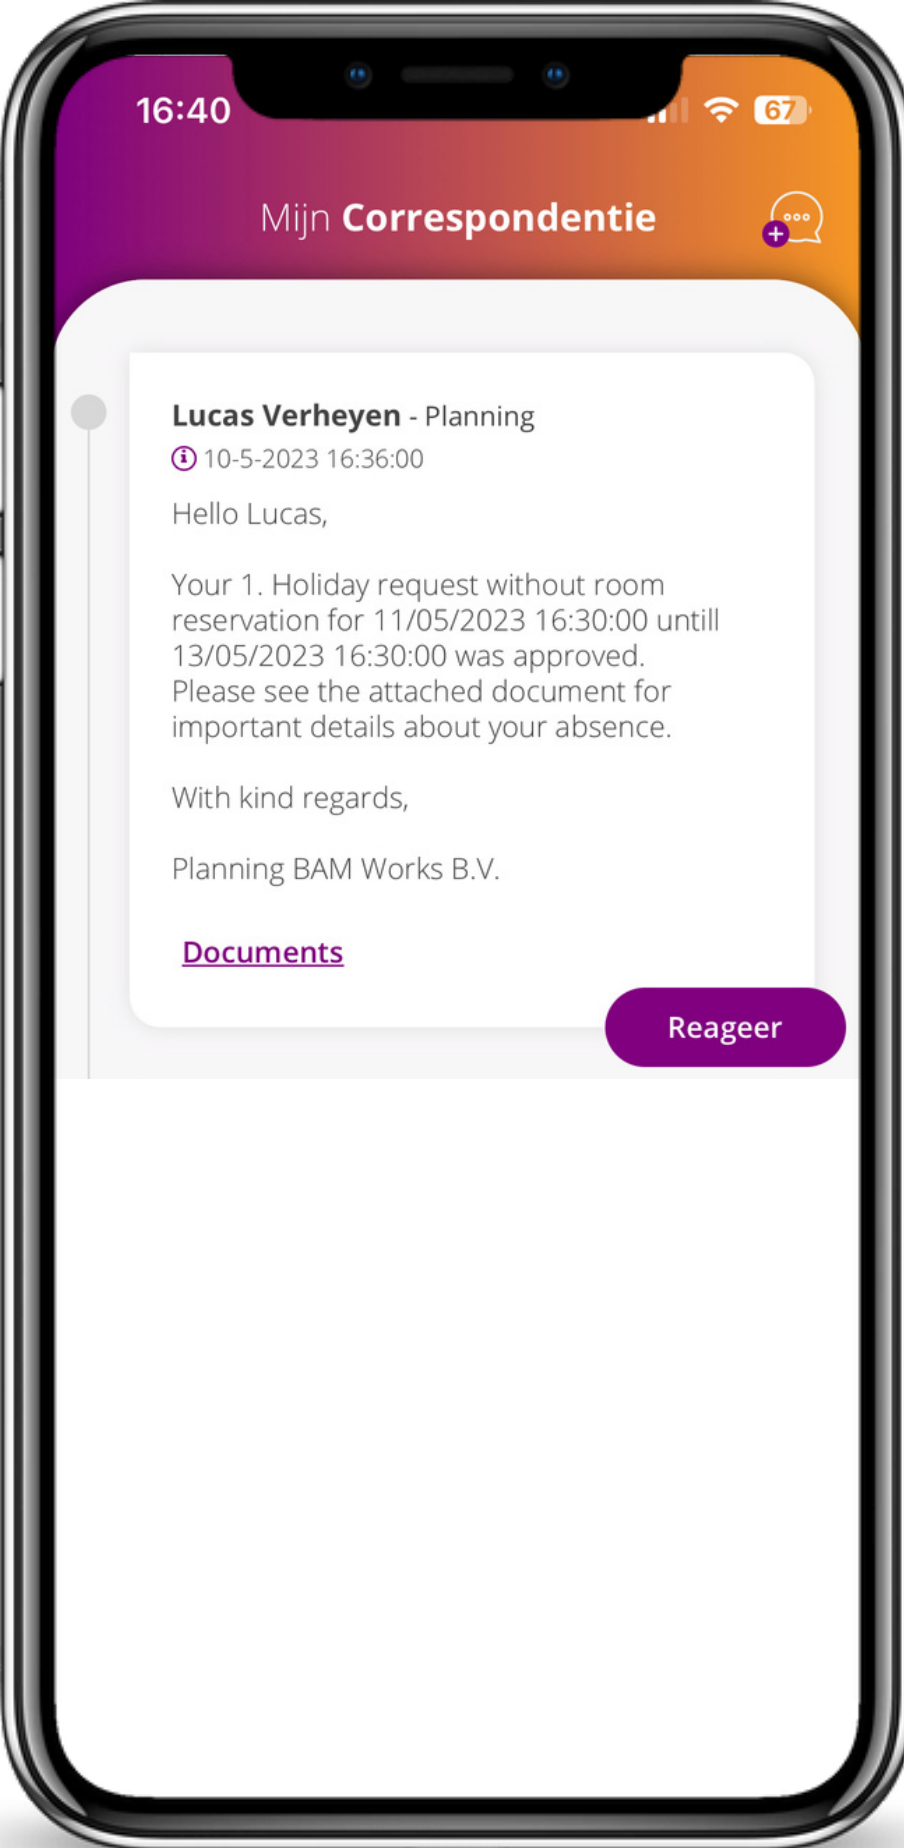 16:40
67
Mijn Correspondentie
Lucas Verheyen - Planning
10-5-2023 16:36:00
Hello Lucas,
Your 1. Holiday request without room
reservation for 11/05/2023 16:30:00 untill
13/05/2023 16:30:00 was approved.
Please see the attached document for
important details about your absence.
With kind regards,
Planning BAM Works B.V.
Documents
Reageer